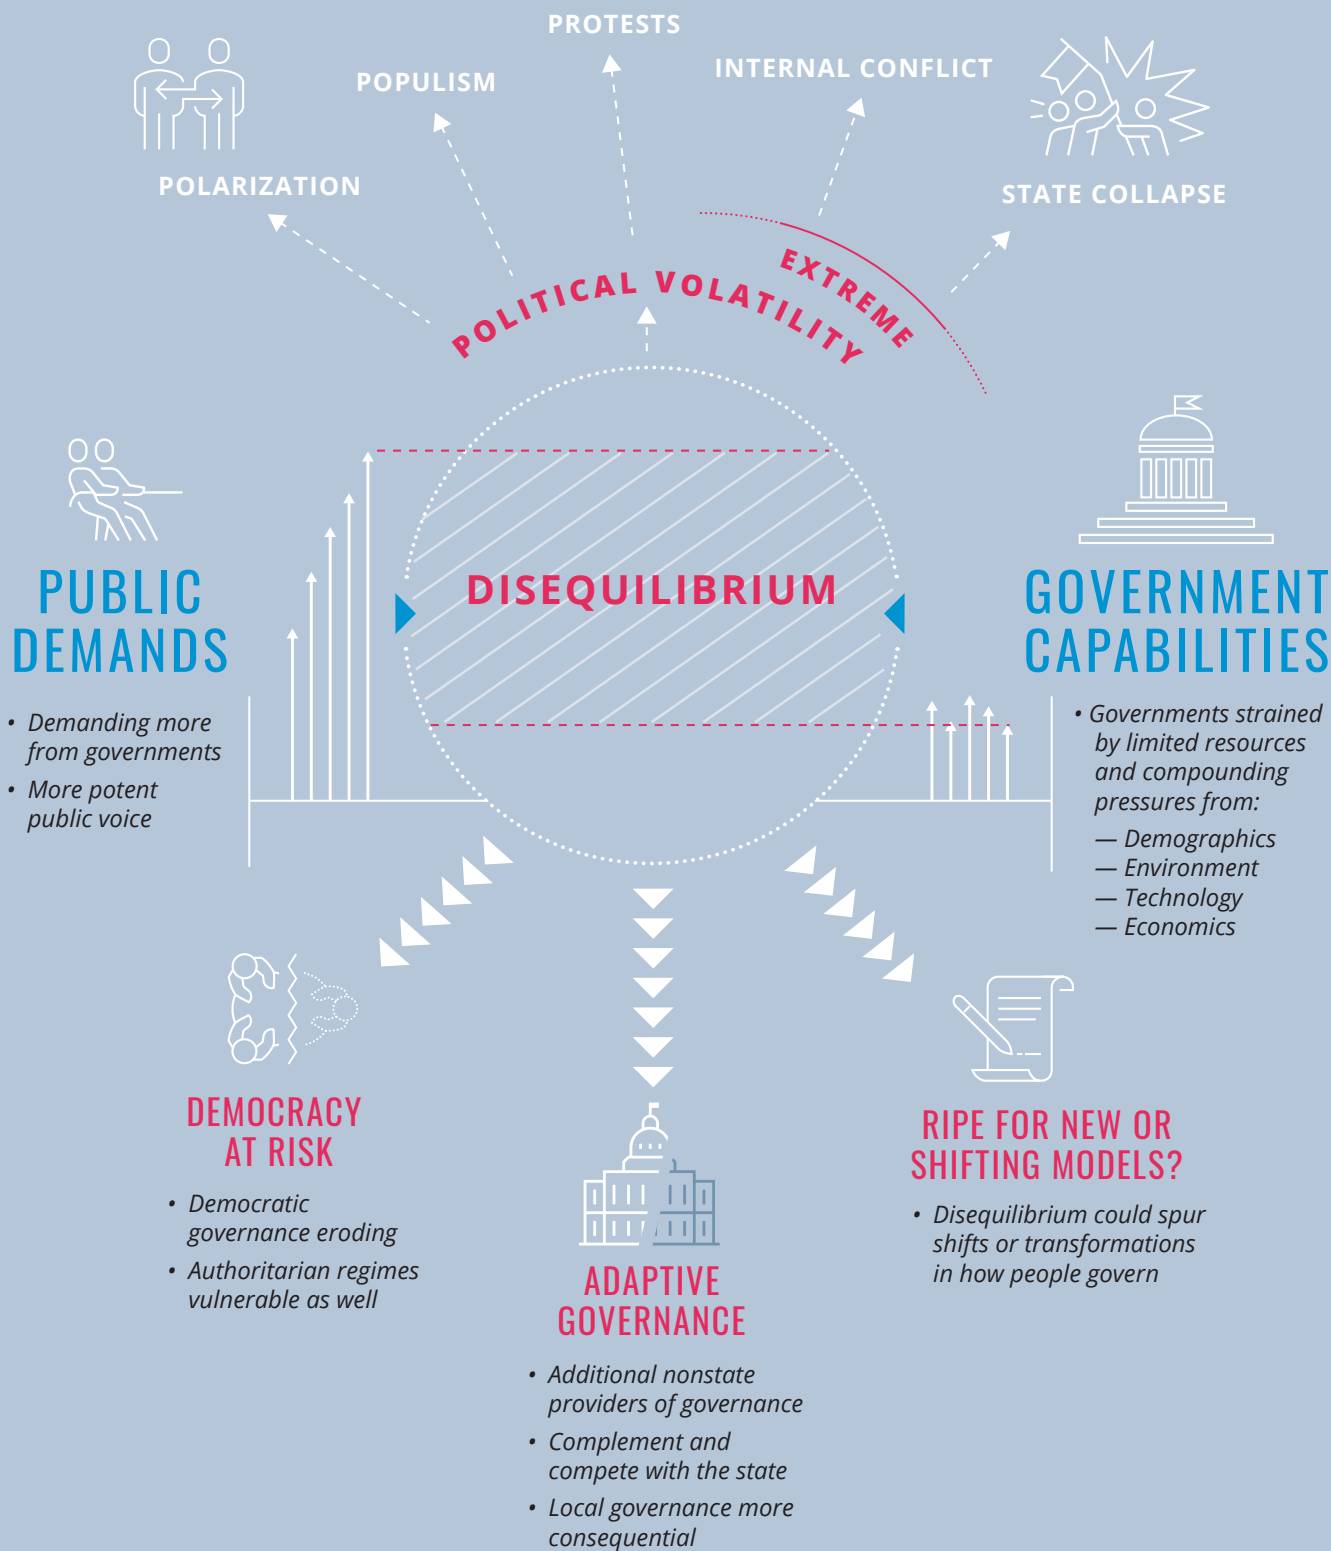 PROTESTS
POPULISM
INTERNAL CONFLICT
POLARIZATION
STATE COLLAPSE
POLITICAL VOLATILITY
EXTREME
DISEQUILIBRIUM
PUBLIC
DEMANDS
• Demanding more
from governments
• More potent
public voice
GOVERNMENT
CAPABILITIES
• Governments strained
by limited resources
and compounding
pressures from:
— Demographics
— Environment
— Technology
— Economics
DEMOCRACY
AT RISK
• Democratic
governance eroding
• Authoritarian regimes
vulnerable as well
ADAPTIVE
GOVERNANCE
• Additional nonstate
providers of governance
• Complement and
compete with the state
• Local governance more
consequential
RIPE FOR NEW OR
SHIFTING MODELS?
• Disequilibrium could spur
shifts or transformations
in how people govern